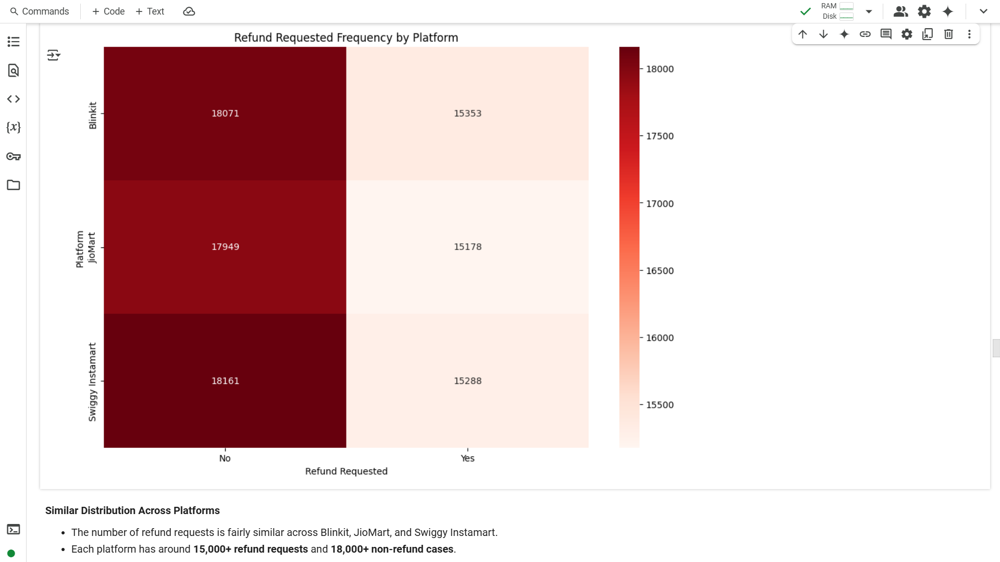 Commands
+ Code
+ Text
RAM
Disk
Refund Requested Frequency by Platform
Platform
Blinkit
18071
15353
JioMart
17949
15178
Swiggy Instamart
18161
15288
No
Yes
Refund Requested
18000
17500
17000
16500
16000
15500
{x}
Similar Distribution Across Platforms
• The number of refund requests is fairly similar across Blinkit, JioMart, and Swiggy Instamart.
• Each platform has around 15,000+ refund requests and 18,000+ non-refund cases.